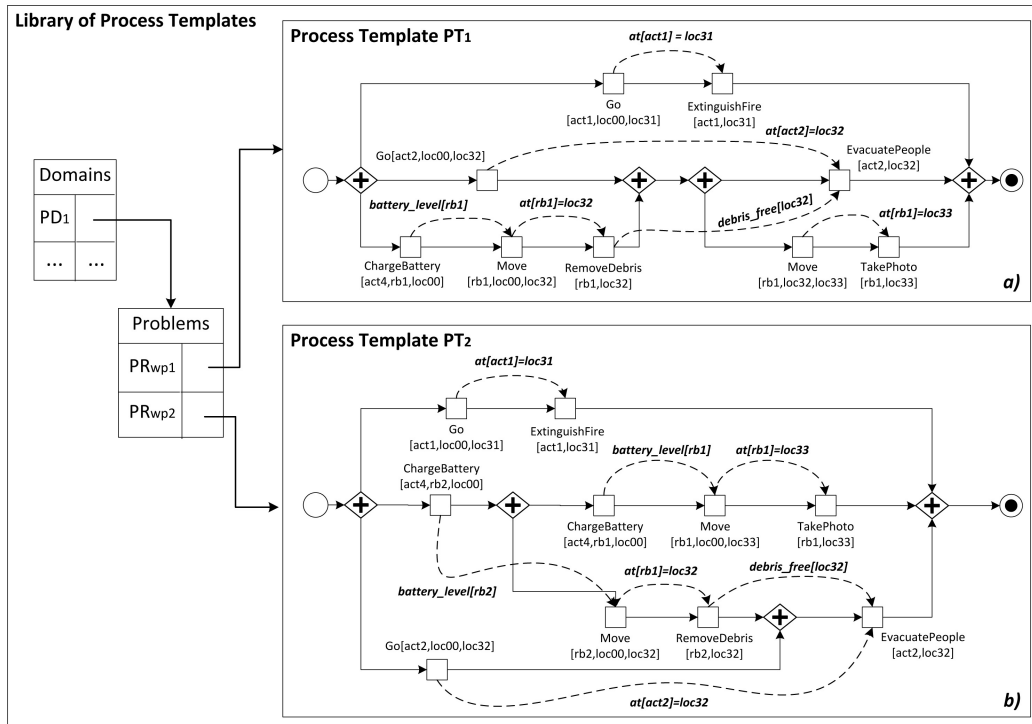 Library of Process Templates
Domains
PD1
... ...
Problems
PRwp1
PRwp2
Process Template PT1
at[act1] = loc31
Go
[act1,loc00,loc31]
ExtinguishFire
[act1,loc31]
at[act2]=loc32
Go[act2,loc00,loc32]
EvacuatePeople
[act2,loc32]
battery_level[rb1]
at[rb1]=loc32
debris_free[loc32]
at[rb1]=loc33
ChargeBattery
[act4,rb1,loc00]
Move
[rb1,loc00,loc32]
RemoveDebris
[rb1,loc32]
Move
[rb1,loc32,loc33]
TakePhoto
[rb1,loc33]
a)
Process Template PT2
at[act1]=loc31
Go
[act1,loc00,loc31]
ExtinguishFire
[act1,loc31]
ChargeBattery
[act4,rb2,loc00]
battery_level[rb1]
at[rb1]=loc33
ChargeBattery
[act4,rb1,loc00]
Move
[rb1,loc00,loc33]
TakePhoto
[rb1,loc33]
battery_level[rb2]
at[rb1]=loc32
debris_free[loc32]
Move
[rb2,loc00,loc32]
RemoveDebris
[rb2,loc32]
EvacuatePeople
[act2,loc32]
Go[act2,loc00,loc32]
at[act2]=loc32
b)